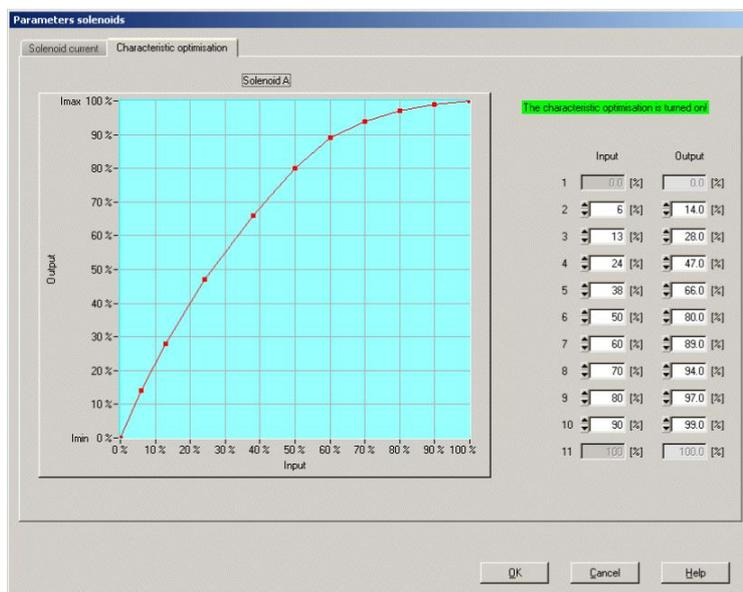 Parameters solenoids
Solenoid current
Characteristic optimisation
Solenoid A
Imax 100 %
90 %
80 %
70 %
60 %
50 %
40 %
30 %
20 %
10 %
Imin 0 %
Output
0 % 10 % 20 % 30 % 40 % 50 % 60 % 70 % 80 % 90 % 100 %
Input
The characteristic optimisation is turned on!
Input Output
1 0.0 [%] 0.0 [%]
2 6 [%] 14.0 [%]
3 13 [%] 28.0 [%]
4 24 [%] 47.0 [%]
5 38 [%] 66.0 [%]
6 50 [%] 80.0 [%]
7 60 [%] 89.0 [%]
8 70 [%] 94.0 [%]
9 80 [%] 97.0 [%]
10 90 [%] 99.0 [%]
11 100 [%] 100.0 [%]
OK Cancel Help